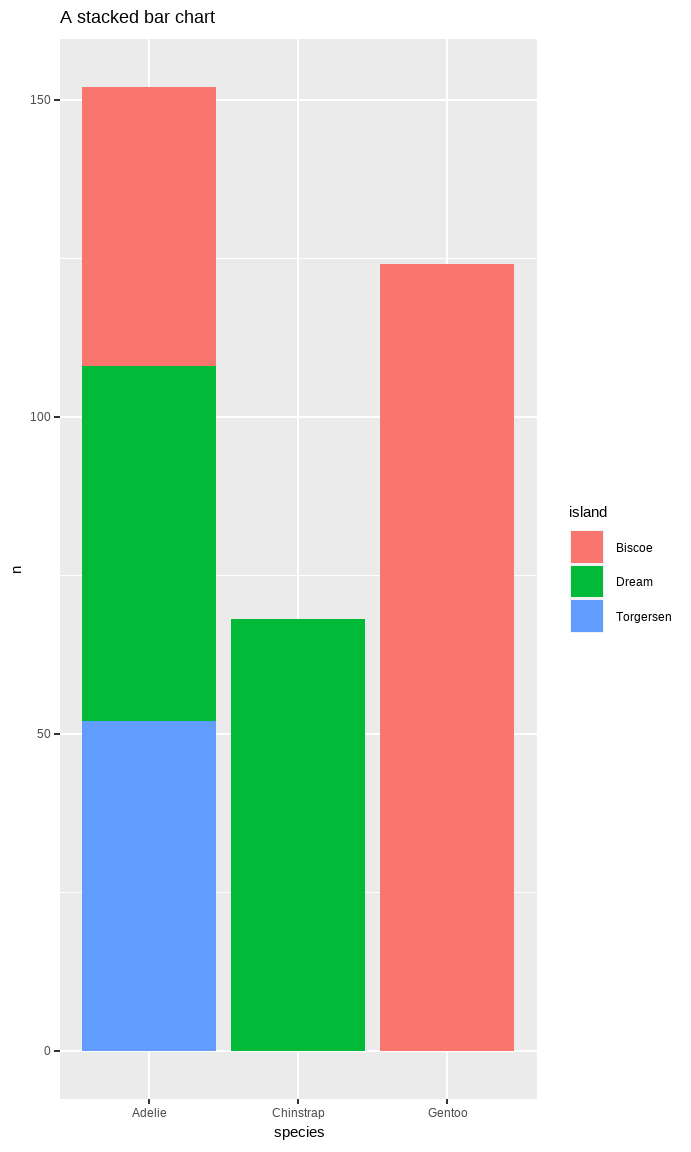 A stacked bar chart
150
100
50
0
n
Adelie
Chinstrap
Gentoo
species
island
Biscoe
Dream
Torgersen